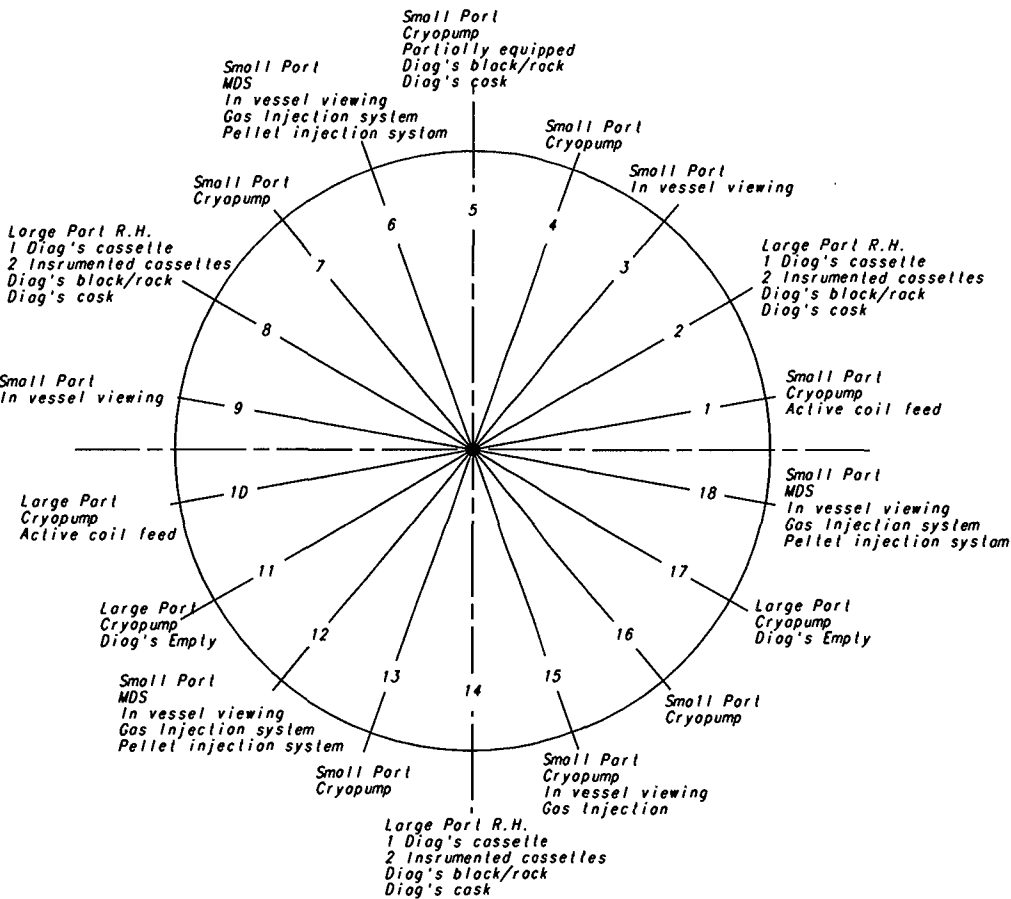 Small Port
Cryopump
Partially equipped
Diag's block/rack
Diag's cask
Small Port
MDS
In vessel viewing
Gas Injection system
Pellet injection system
Small Port
Cryopump
Small Port
In vessel viewing
Small Port
Cryopump
Large Port R.H.
1 Diag's cassette
2 Insrumented cassettes
Diag's block/rack
Diag's cask
Large Port R.H.
1 Diag's cassette
2 Insrumented cassettes
Diag's block/rack
Diag's cask
Small Port
In vessel viewing
Small Port
Cryopump
Active coil feed
5
6
4
7
3
8
2
9
1
10
18
11
17
12
16
13
14
15
Large Port
Cryopump
Active coil feed
Small Port
MDS
In vessel viewing
Gas Injection system
Pellet injection system
Large Port
Cryopump
Diag's Empty
Large Port
Cryopump
Diag's Empty
Small Port
MDS
In vessel viewing
Gas Injection system
Pellet injection system
Small Port
Cryopump
Small Port
Cryopump
Small Port
Cryopump
In vessel viewing
Gas Injection
Large Port R.H.
1 Diag's cassette
2 Insrumented cassettes
Diag's block/rack
Diag's cask